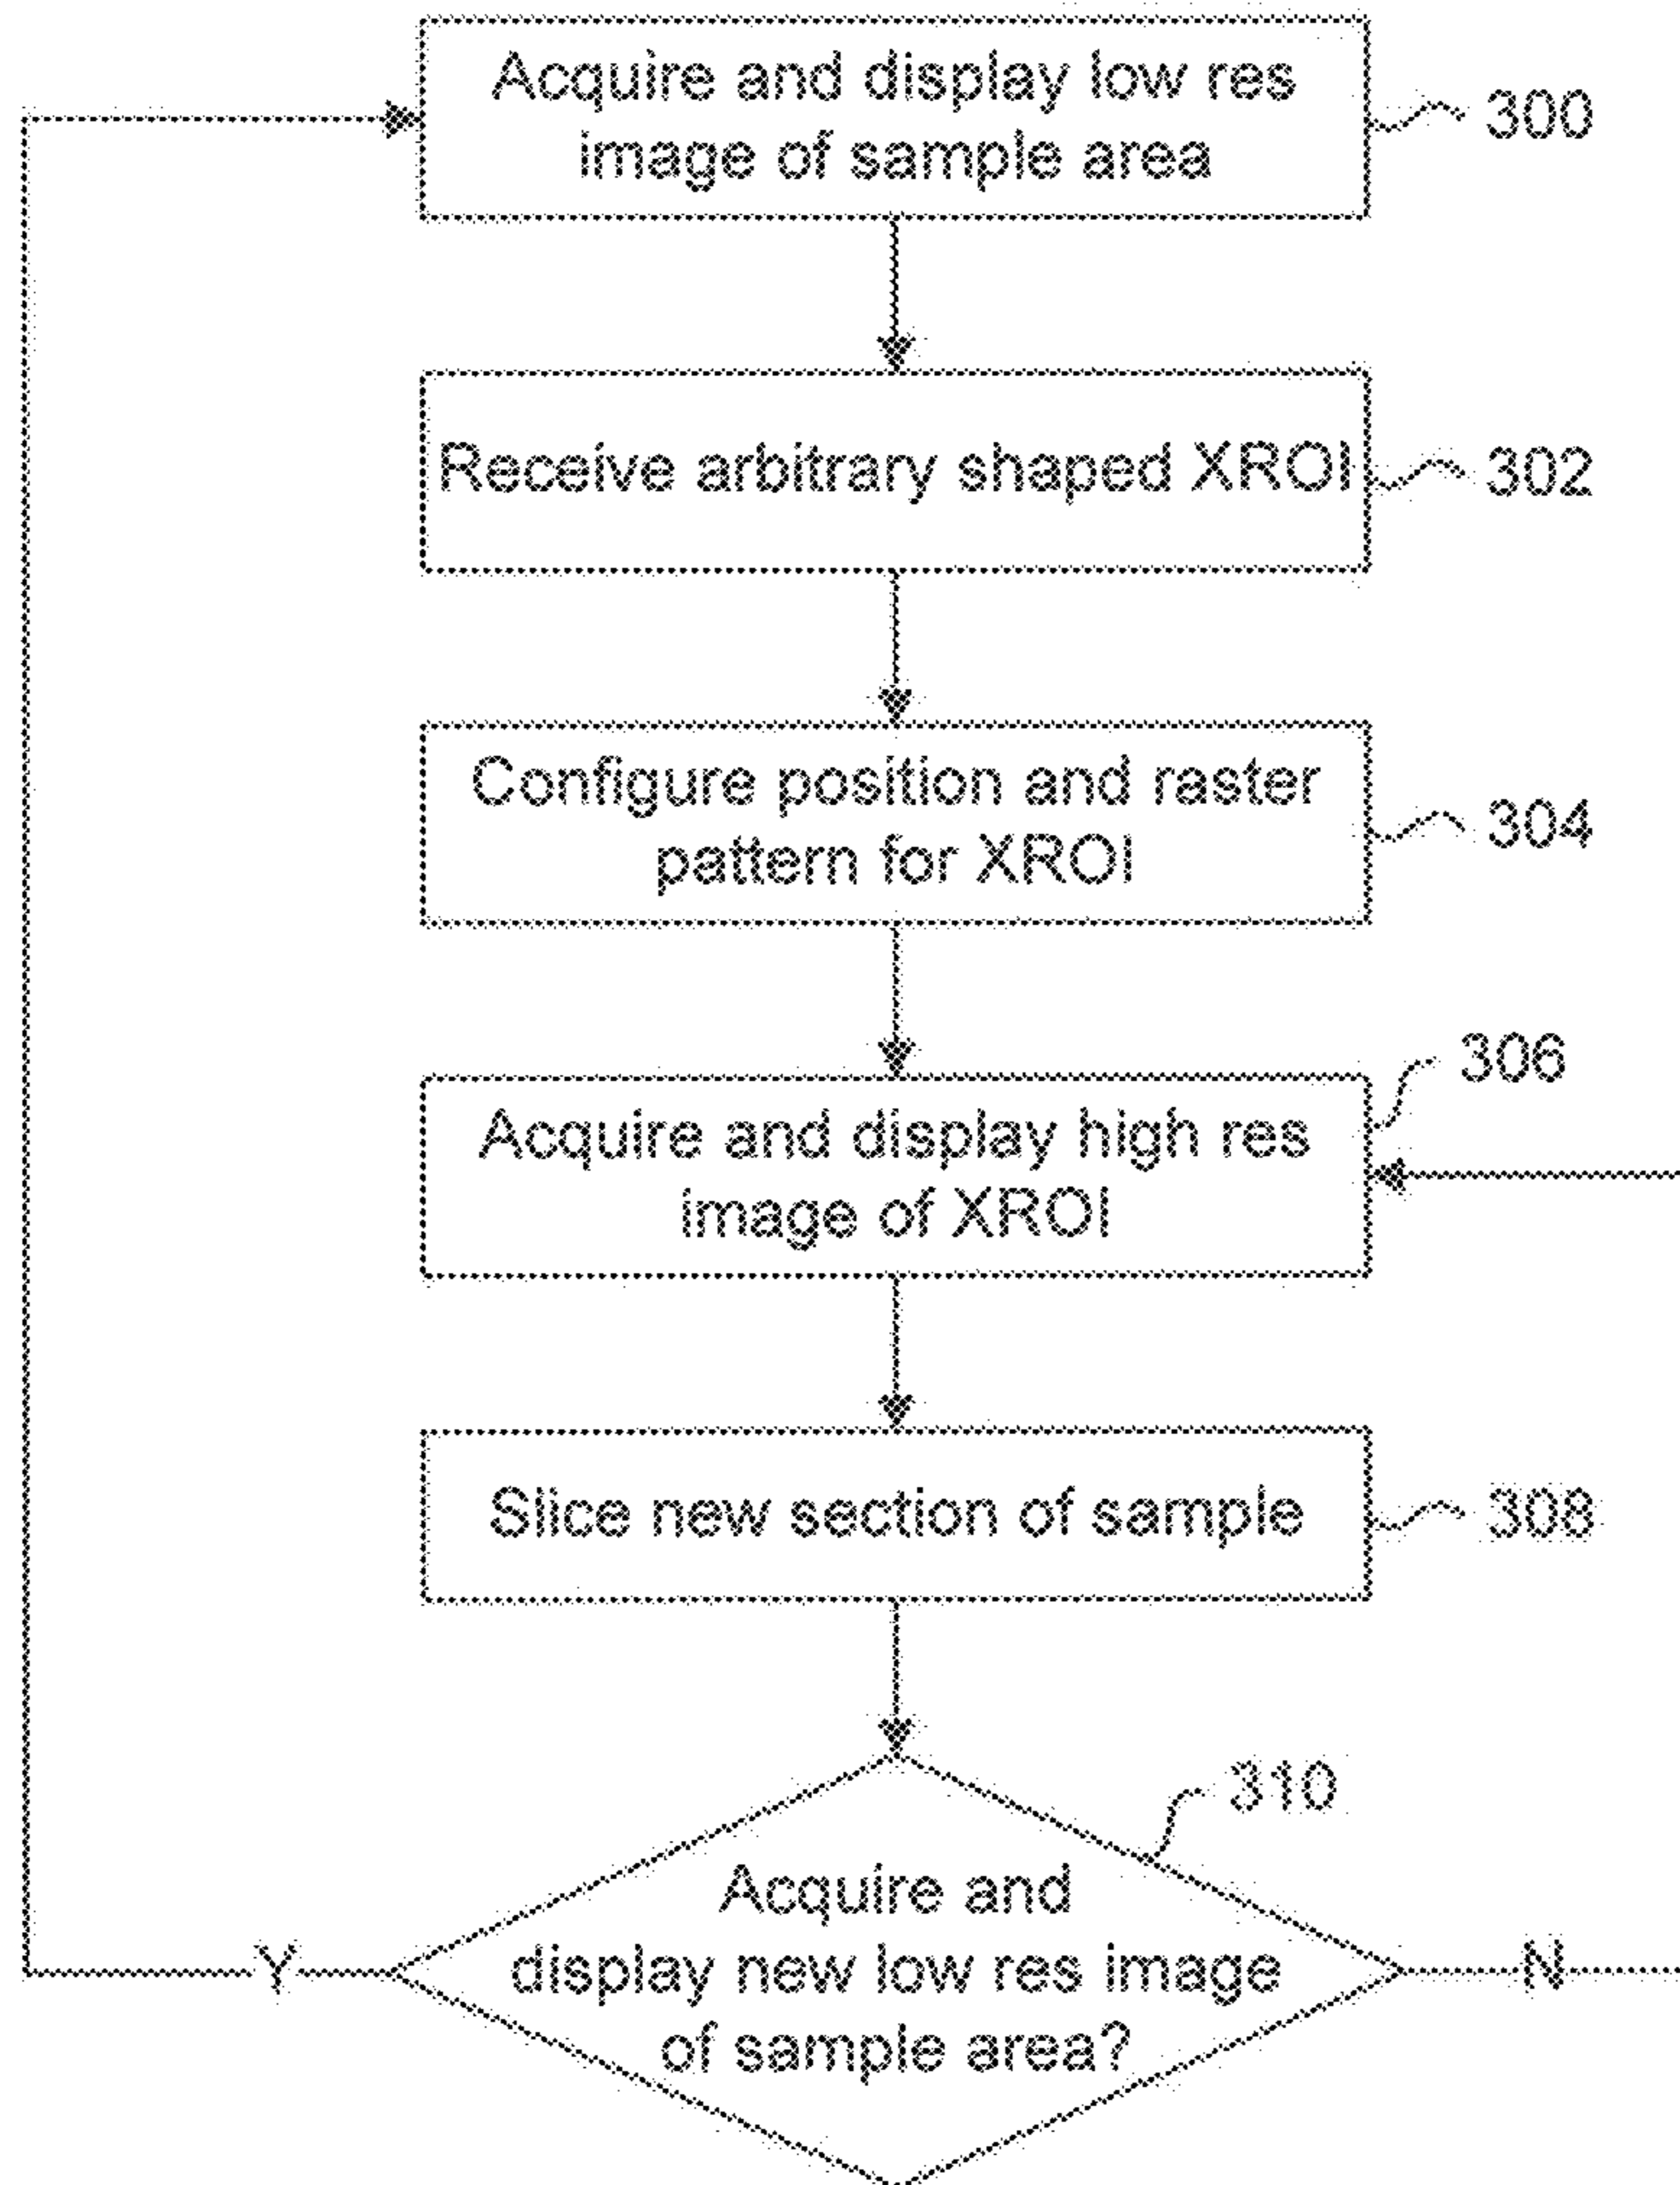 Acquire and display low res
image of sample area
300
Receive arbitrary shaped XROI
302
Configure position and raster
pattern for XROI
304
306
Acquire and display high res
image of XROI
Slice new section of sample
308
310
Acquire and
display new low res image
of sample area?
Y
N